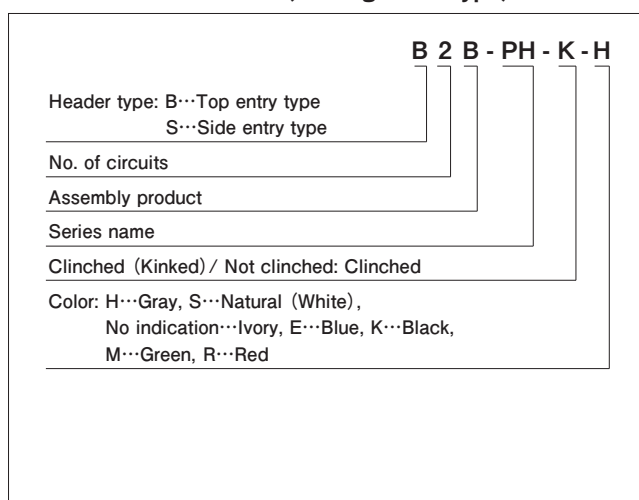 B 2 B - PH - K - H
Header type: B…Top entry type
S…Side entry type
No. of circuits
Assembly product
Series name
Clinched (Kinked) / Not clinched: Clinched
Color: H…Gray, S…Natural (White),
No indication…Ivory, E…Blue, K…Black,
M…Green, R…Red